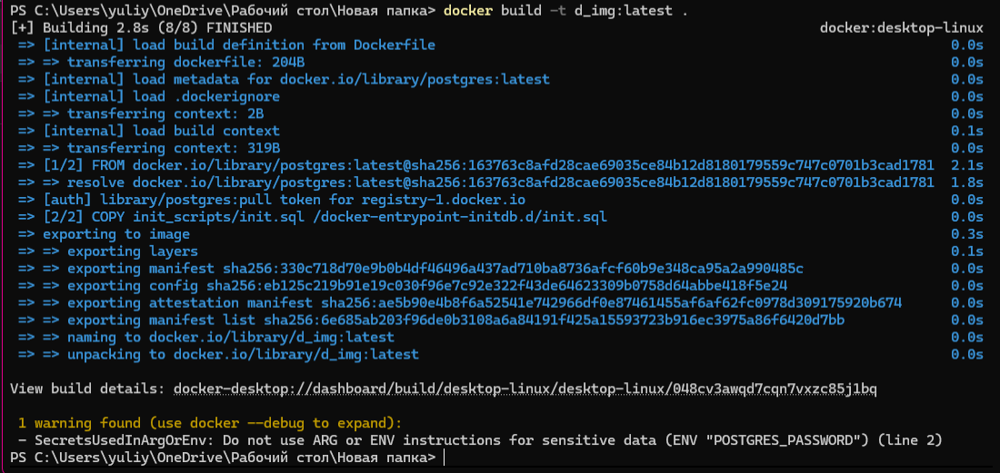 PS C:\Users\yuliy\OneDrive\Рабочий стол\Новая папка> docker build -t d_img:latest .
[+] Building 2.8s (8/8) FINISHED docker:desktop-linux
=> [internal] load build definition from Dockerfile 0.0s
=> => transferring dockerfile: 204B 0.0s
=> [internal] load metadata for docker.io/library/postgres:latest 0.0s
=> [internal] load .dockerignore 0.0s
=> => transferring context: 2B 0.0s
=> [internal] load build context 0.1s
=> => transferring context: 319B 0.0s
=> [1/2] FROM docker.io/library/postgres:latest@sha256:163763c8afd28cae69035ce84b12d8180179559c747c0701b3cad1781 2.1s
=> => resolve docker.io/library/postgres:latest@sha256:163763c8afd28cae69035ce84b12d8180179559c747c0701b3cad1781 1.8s
=> [auth] library/postgres:pull token for registry-1.docker.io 0.0s
=> [2/2] COPY init_scripts/init.sql /docker-entrypoint-initdb.d/init.sql 0.0s
=> exporting to image 0.3s
=> => exporting layers 0.1s
=> => exporting manifest sha256:330c718d70e9b0b4df46496a437ad710ba8736afcf60b9e348ca95a2a990485c 0.0s
=> => exporting config sha256:eb125c219b91e19c030f96e7c92e322f43de64623309b0758d64abbe418f5e24 0.0s
=> => exporting attestation manifest sha256:ae5b90e4b8f6a52541e742966df0e87461455af6af62fc0978d309175920b674 0.0s
=> => exporting manifest list sha256:6e685ab203f96de0b3108a6a84191f425a15593723b916ec3975a86f6420d7bb 0.0s
=> => naming to docker.io/library/d_img:latest 0.0s
=> => unpacking to docker.io/library/d_img:latest 0.0s
View build details: docker-desktop://dashboard/build/desktop-linux/desktop-linux/048cv3awqd7cqn7vxzc85j1bq
1 warning found (use docker --debug to expand):
- SecretsUsedInArgOrEnv: Do not use ARG or ENV instructions for sensitive data (ENV "POSTGRES_PASSWORD") (line 2)
PS C:\Users\yuliy\OneDrive\Рабочий стол\Новая папка>